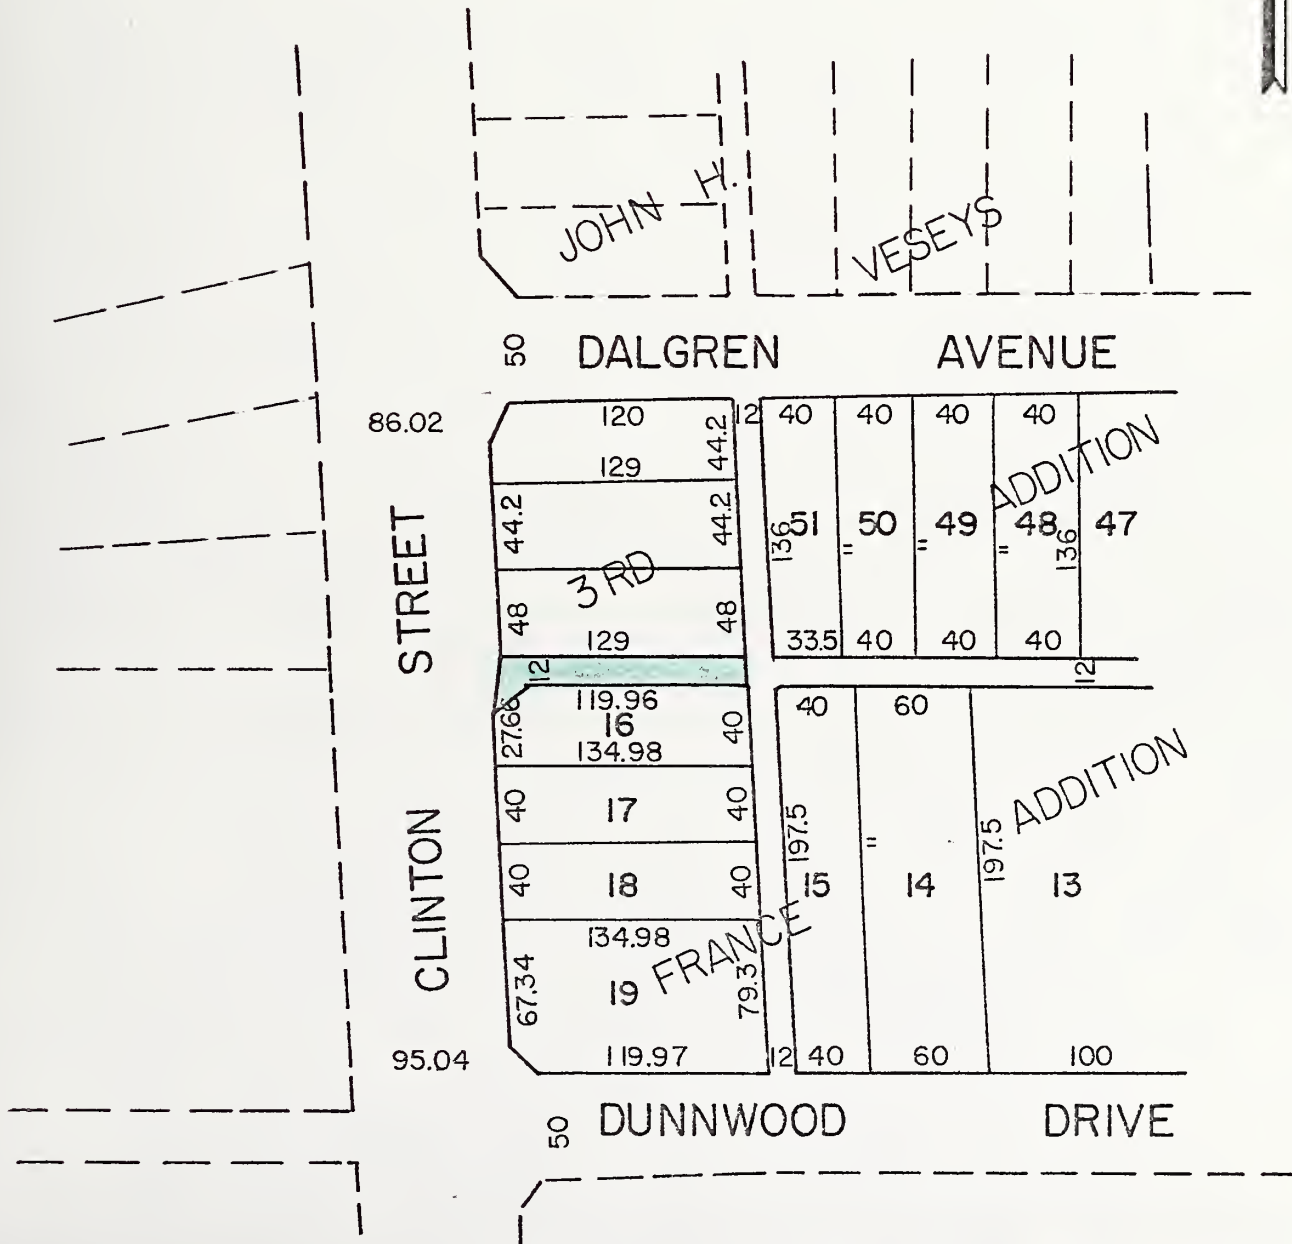 JOHN H. VESEYS
50 DALGREN AVENUE
86.02
120 12 40 40 40 40
44.2
129
ADDITION
44.2 44.2
136 51 50 = 49 = 48 = 136 47
3 RD
48 48
129 33.5 40 40 40
12 12
STREET
119.96 40 60
27.66 16 40
134.98
ADDITION
40 17 40
197.5 = 197.5
40 18 40 15 14 13
CLINTON
134.98
FRANCE
67.34 19 79.3
95.04
119.97 12 40 60 100
50 DUNNWOOD DRIVE